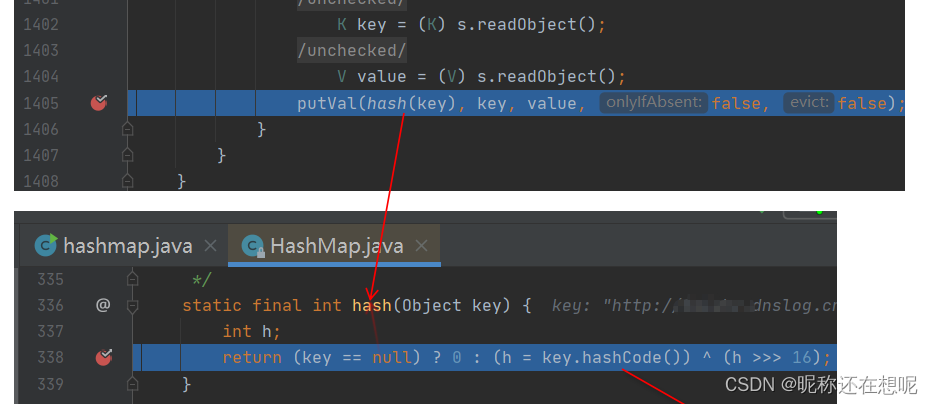 1401 /unchecked/
1402 K key = (K) s.readObject();
1403 /unchecked/
1404 V value = (V) s.readObject();
1405 putVal(hash(key), key, value, onlyIfAbsent: false, evict: false);
1406 }
1407 }
1408 }
hashmap.java × HashMap.java ×
335 */
336 @ static final int hash(Object key) { key: "http:/ dnslog.cn
337 int h;
338 return (key == null) ? 0 : (h = key.hashCode()) ^ (h >>> 16);
339 }
CSDN @昵称还在想呢